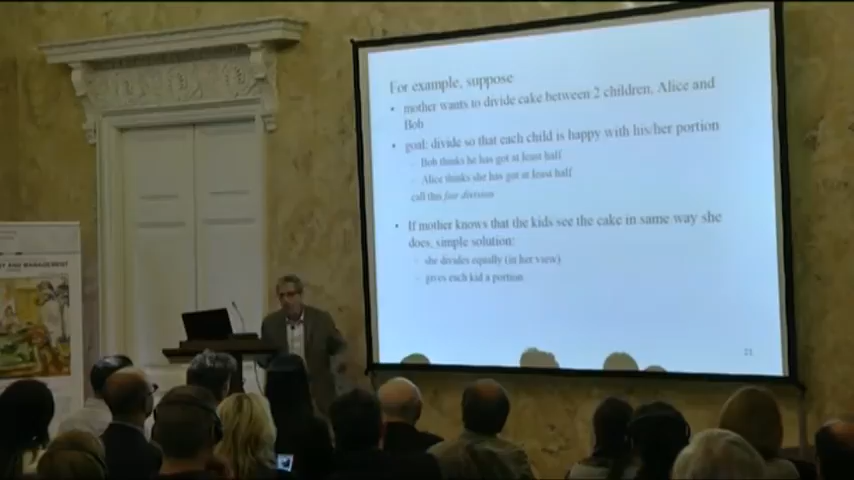 For example, suppose
• mother wants to divide cake between 2 children, Alice and
Bob
• goal: divide so that each child is happy with his/her portion
– Bob thinks he has got at least half
– Alice thinks she has got at least half
call this fair division
• If mother knows that the kids see the cake in same way she
does, simple solution:
– she divides equally (in her view)
– gives each kid a portion
21
AND MANAGEMENT